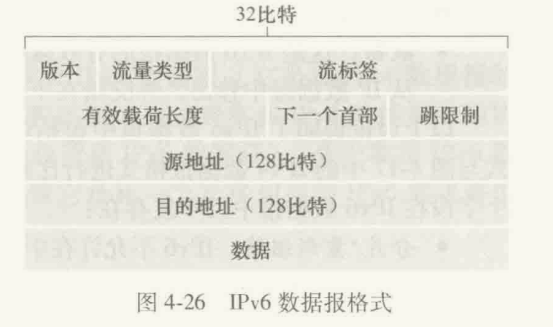 32比特
版本 流量类型 流标签
有效载荷长度 下一个首部 跳限制
源地址（128比特）
目的地址（128比特）
数据
图 4-26 IPv6 数据报格式